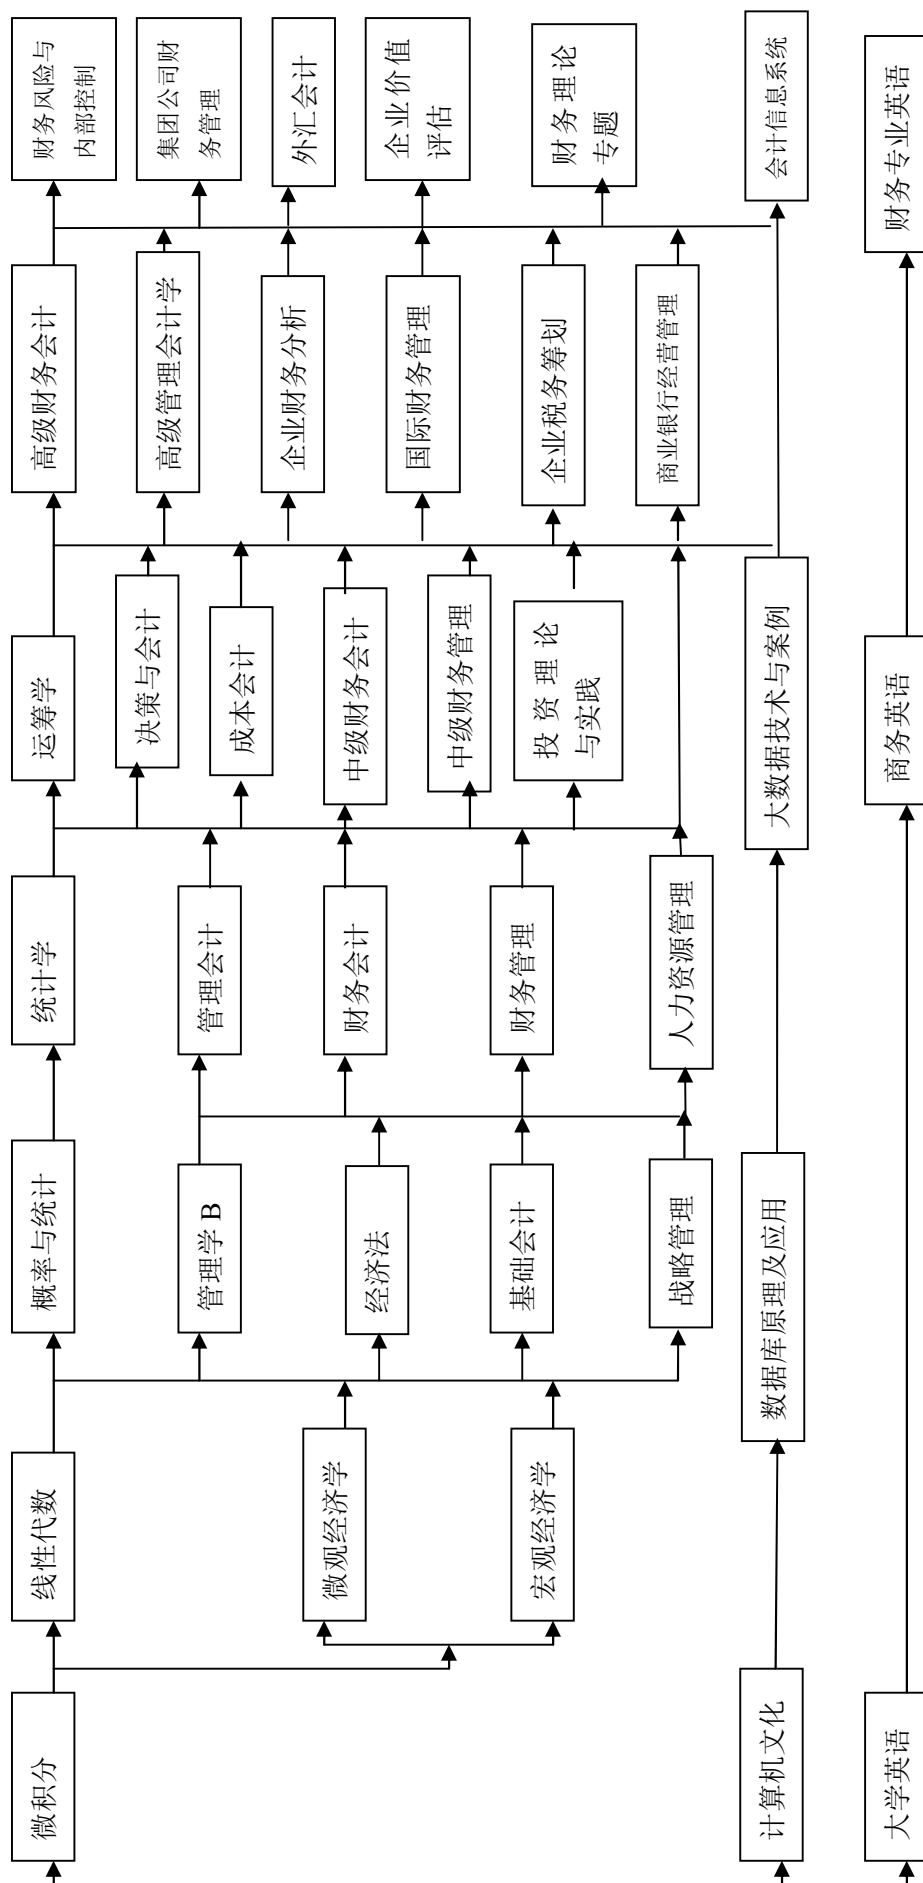 财务风险与
内部控制
集团公司财
务管理
外汇会计
企业价值
评估
财务理论
专题
会计信息系统
财务专业英语
高级财务会计
高级管理会计学
企业财务分析
国际财务管理
企业税务筹划
商业银行经营管理
运筹学
决策与会计
成本会计
中级财务会计
中级财务管理
投资理论
与实践
大数据技术与案例
商务英语
统计学
管理会计
财务会计
财务管理
人力资源管理
概率与统计
管理学 B
经济法
基础会计
战略管理
数据库原理及应用
线性代数
微观经济学
宏观经济学
微积分
计算机文化
大学英语